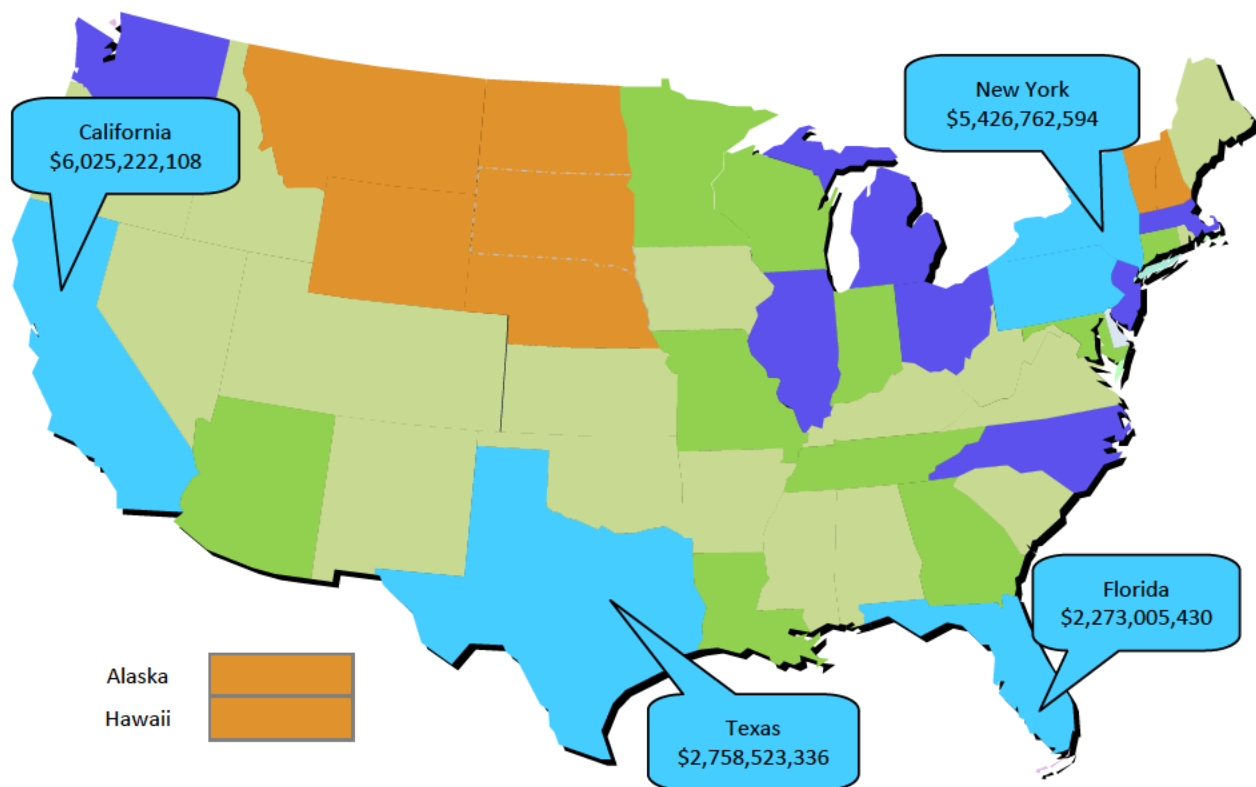 New York
$5,426,762,594
California
$6,025,222,108
Florida
$2,273,005,430
Alaska
Hawaii
Texas
$2,758,523,336